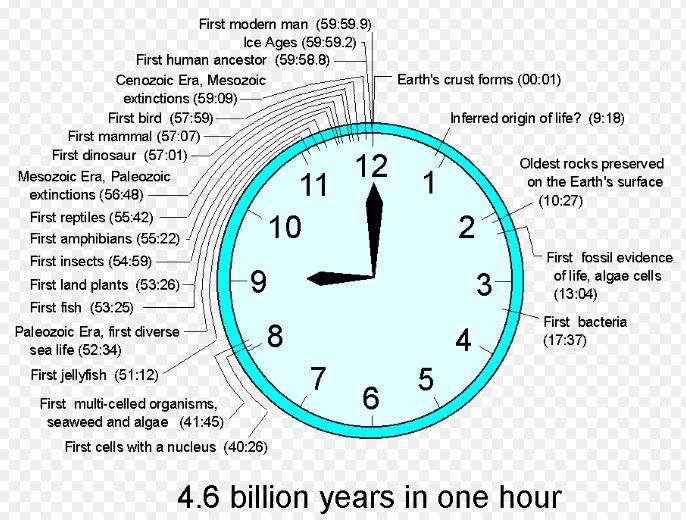 First modern man (59:59.9)
Ice Ages (59:59.2)
First human ancestor (59:58.8)
Cenozoic Era, Mesozoic
extinctions (59:09)
First bird (57:59)
First mammal (57:07)
First dinosaur (57:01)
Mesozoic Era, Paleozoic
extinctions (56:48)
First reptiles (55:42)
First amphibians (55:22)
First insects (54:59)
First land plants (53:26)
First fish (53:25)
Paleozoic Era, first diverse
sea life (52:34)
First jellyfish (51:12)
First multi-celled organisms,
seaweed and algae (41:45)
First cells with a nucleus (40:26)
Earth's crust forms (00:01)
Inferred origin of life? (9:18)
Oldest rocks preserved
on the Earth's surface
(10:27)
First fossil evidence
of life, algae cells
(13:04)
First bacteria
(17:37)
12
1
2
3
4
5
6
7
8
9
10
11
4.6 billion years in one hour